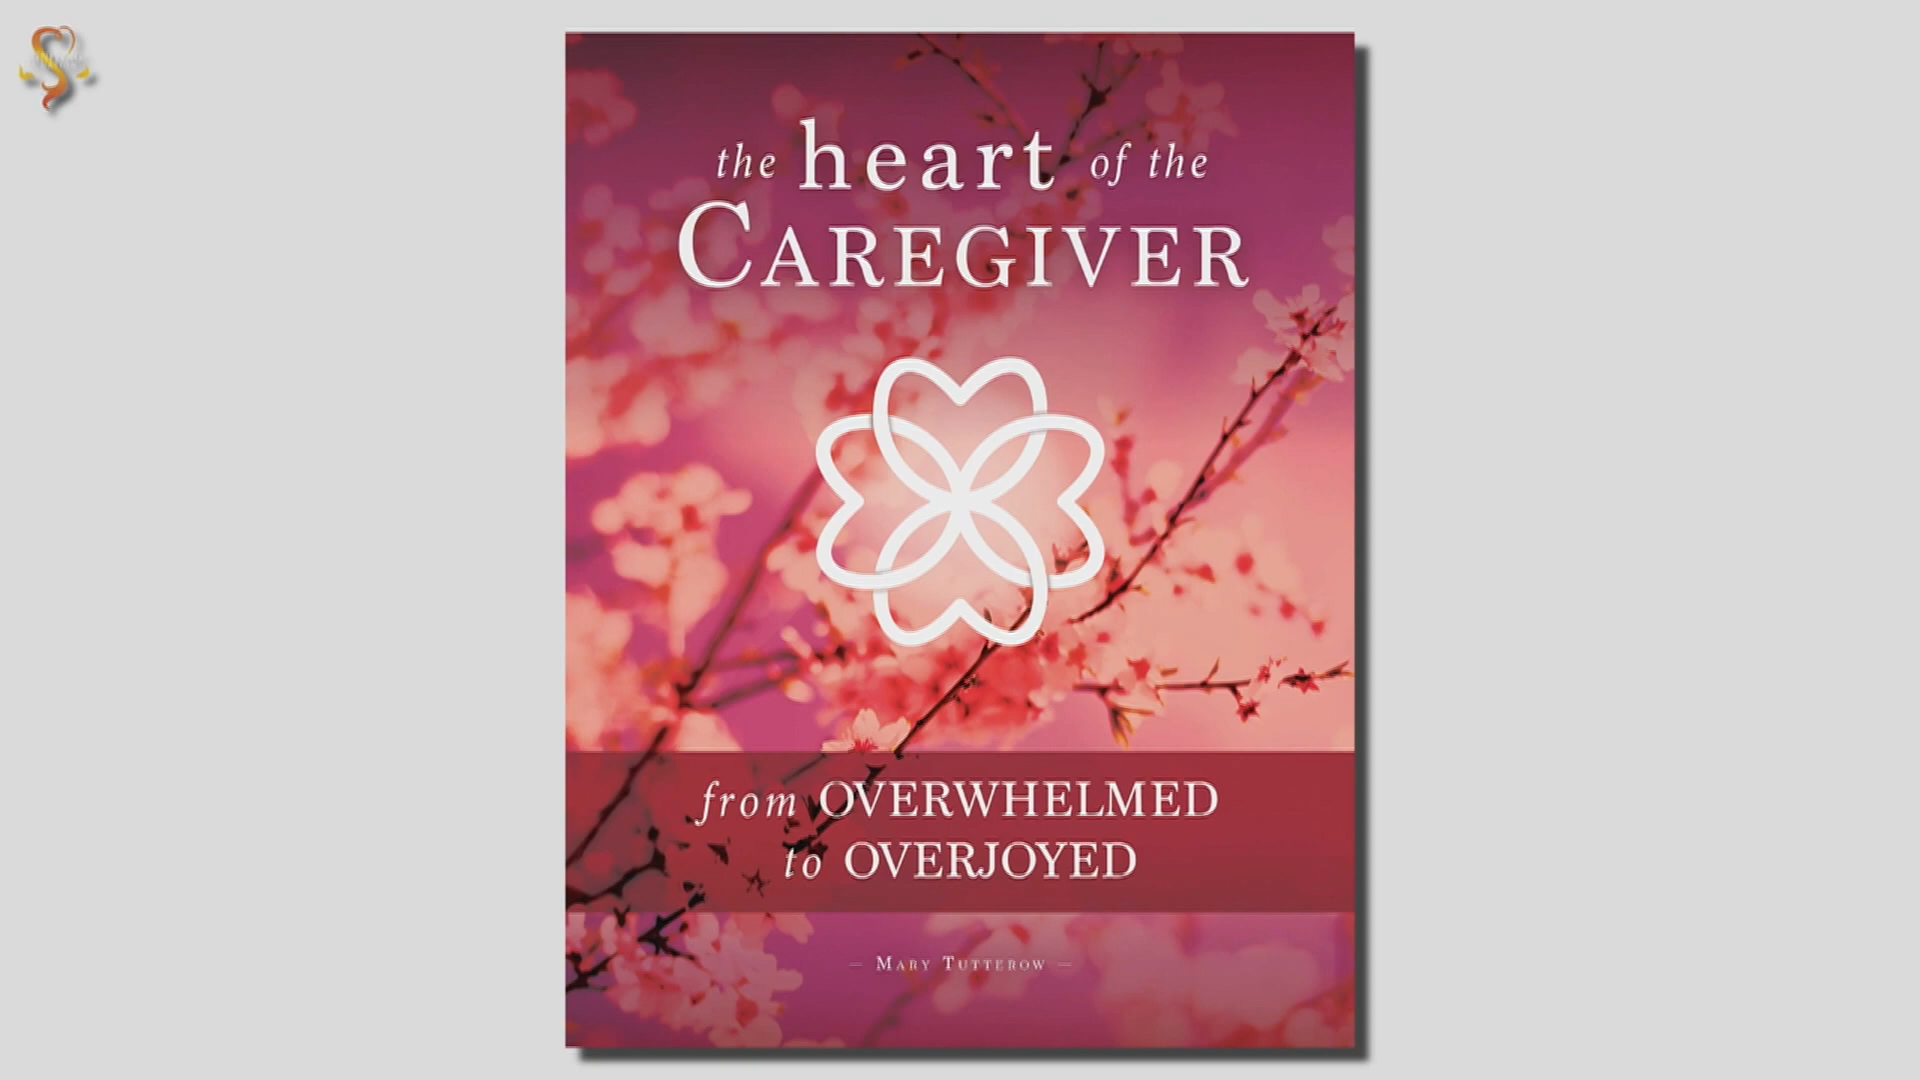 the heart of the
CAREGIVER
from OVERWHELMED
to OVERJOYED
— MARY TUTTEROW —